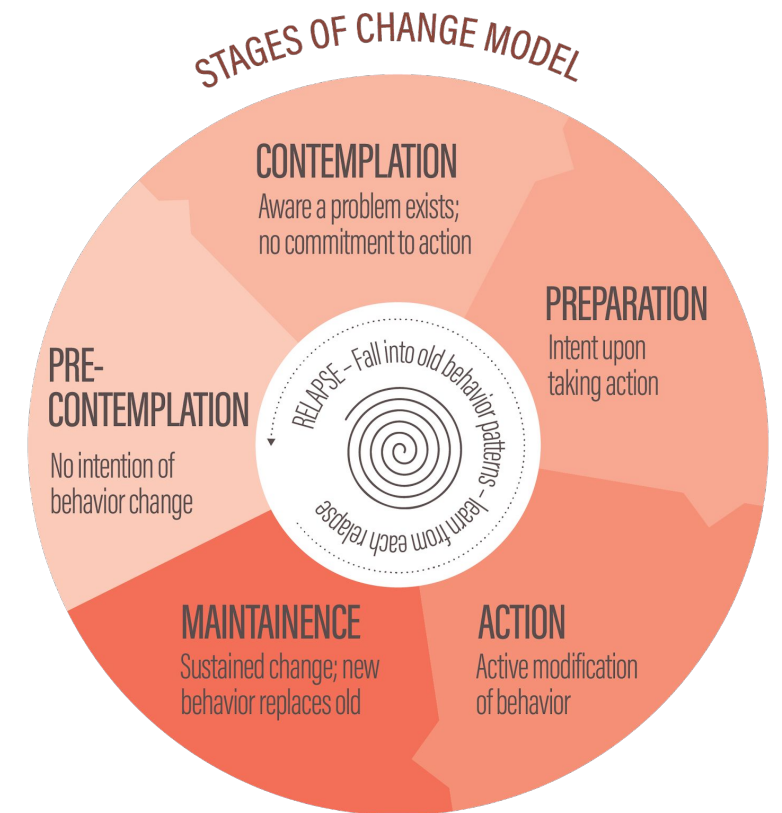 STAGES OF CHANGE MODEL
CONTEMPLATION
Aware a problem exists;
no commitment to action
PREPARATION
Intent upon
taking action
PRE-
CONTEMPLATION
No intention of
behavior change
RELAPSE – Fall into old behavior patterns – learn from each relapse
MAINTAINENCE
Sustained change; new
behavior replaces old
ACTION
Active modification
of behavior